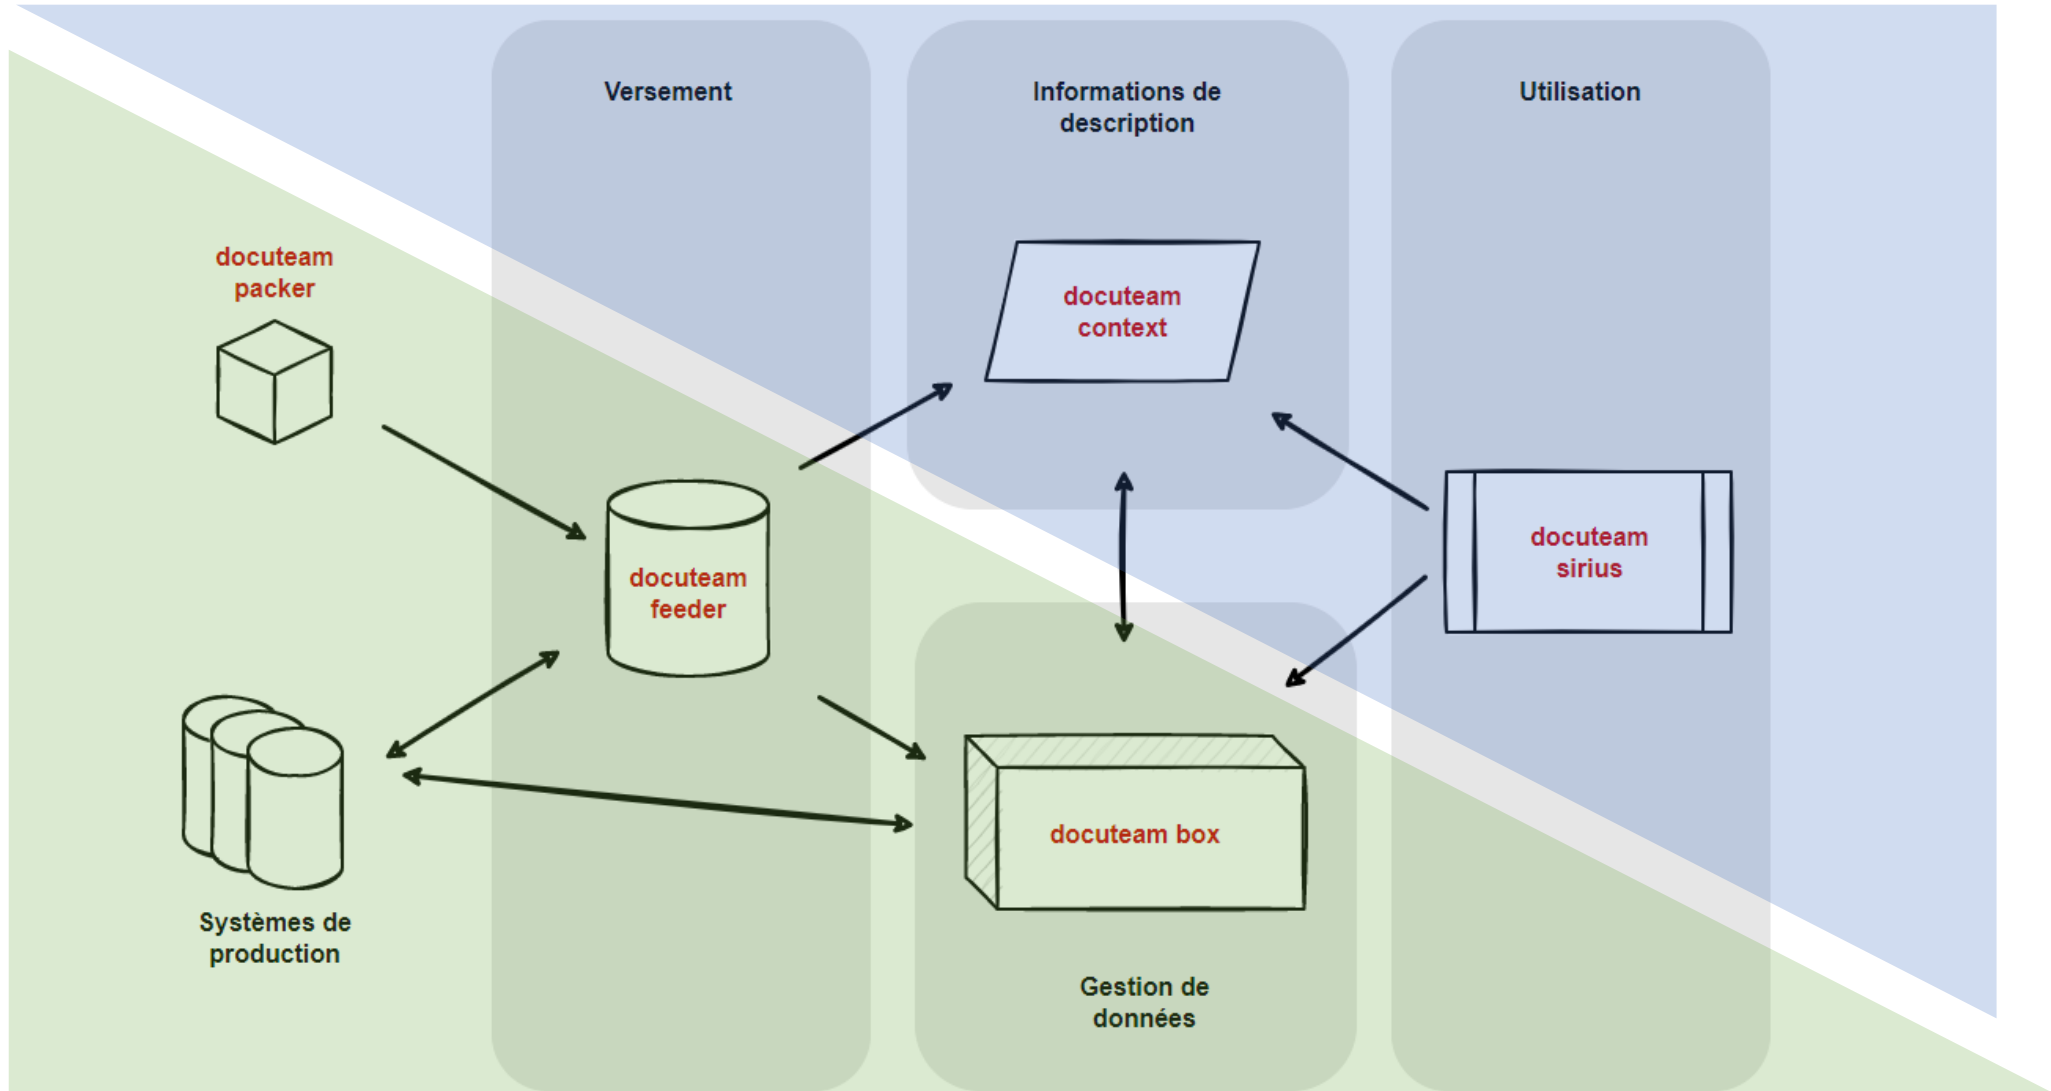 Versement
Informations de
description
Utilisation
docuteam
packer
docuteam
context
docuteam
feeder
docuteam
sirius
docuteam box
Systèmes de
production
Gestion de
données